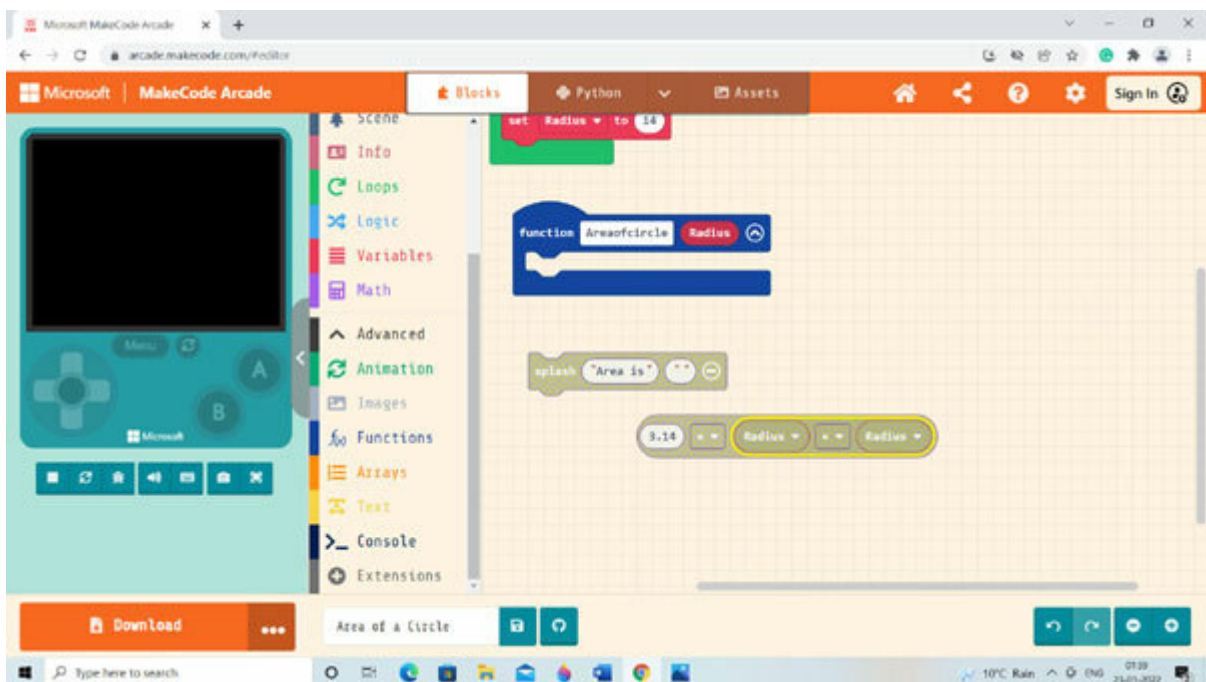 Microsoft MakeCode Arcade
arcade.makecode.com/#editor
Microsoft | MakeCode Arcade
Blocks
Python
Assets
Sign In
Scene
Info
Loops
Logic
Variables
Math
Advanced
Animation
Images
Functions
Arrays
Text
Console
Extensions
set Radius to 14
function Areaofcircle Radius
splash "Area is" " "
3.14 Radius Radius
Menu
A
B
Microsoft
Download
Area of a Circle
Type here to search
10°C Rain
ENG